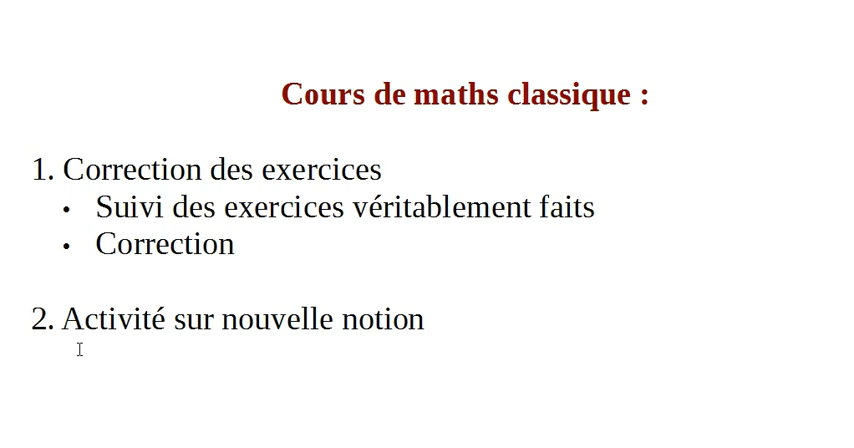 Cours de maths classique :
1. Correction des exercices
• Suivi des exercices véritablement faits
• Correction
2. Activité sur nouvelle notion